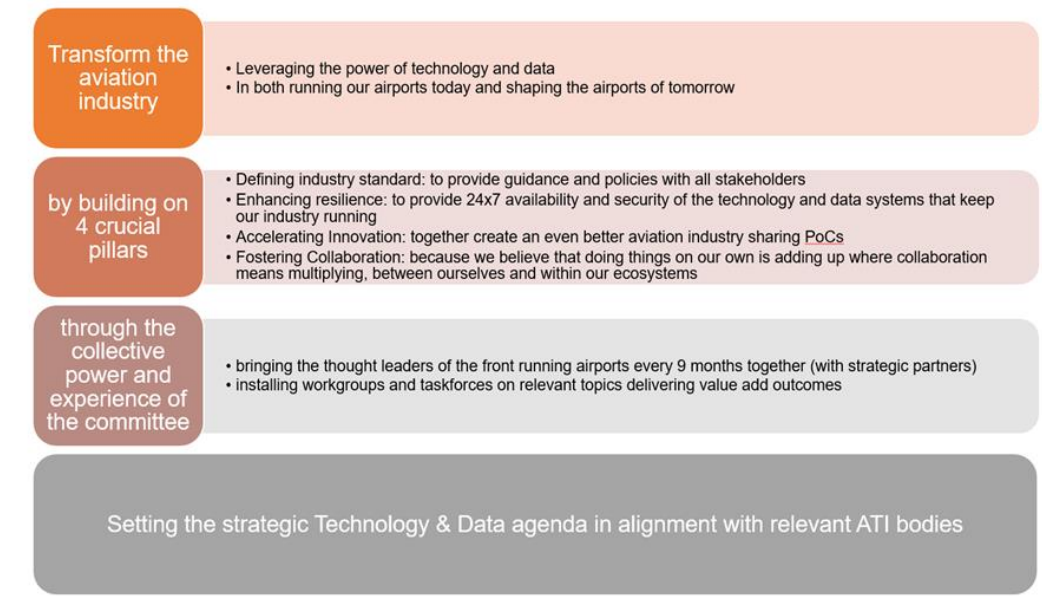 Transform the
aviation
industry
• Leveraging the power of technology and data
• In both running our airports today and shaping the airports of tomorrow
by building on
4 crucial
pillars
• Defining industry standard: to provide guidance and policies with all stakeholders
• Enhancing resilience: to provide 24x7 availability and security of the technology and data systems that keep
our industry running
• Accelerating Innovation: together create an even better aviation industry sharing PoCs
• Fostering Collaboration: because we believe that doing things on our own is adding up where collaboration
means multiplying, between ourselves and within our ecosystems
through the
collective
power and
experience of
the committee
• bringing the thought leaders of the front running airports every 9 months together (with strategic partners)
• installing workgroups and taskforces on relevant topics delivering value add outcomes
Setting the strategic Technology & Data agenda in alignment with relevant ATI bodies